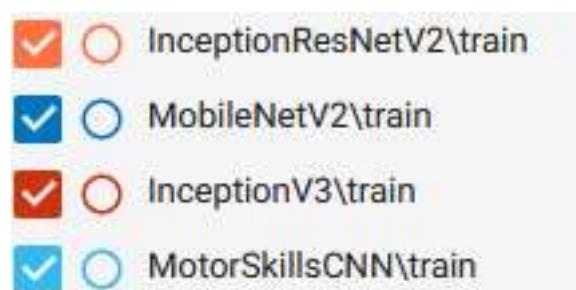 InceptionResNetV2\train
MobileNetV2\train
InceptionV3\train
MotorSkillsCNN\train